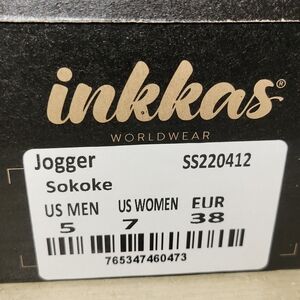 inkkas®
WORLDWEAR
Jogger SS220412
Sokoke
US MEN US WOMEN EUR
5 7 38
765347460473